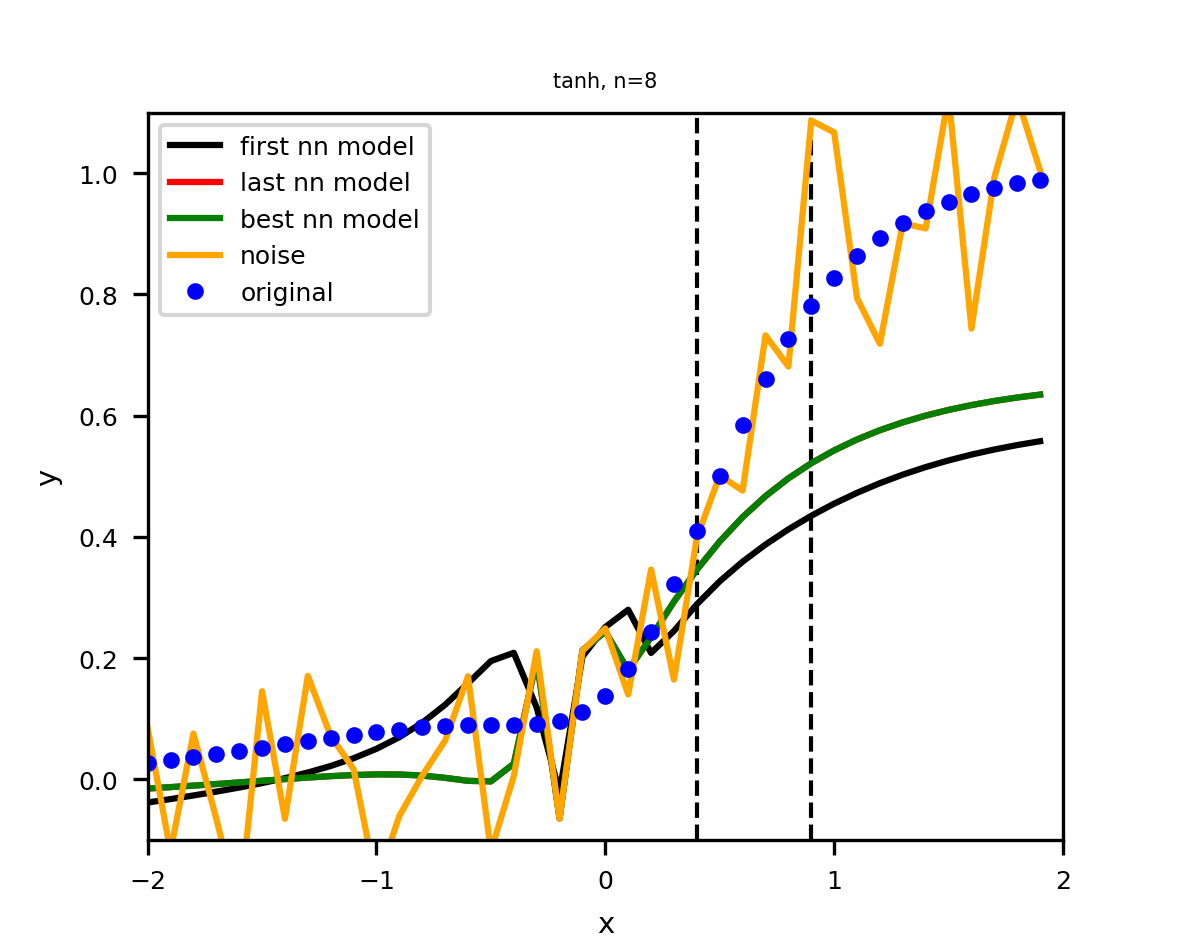 tanh, n=8
first nn model
last nn model
best nn model
noise
original
1.0
0.8
0.6
0.4
0.2
0.0
y
−2 −1 0 1 2
x